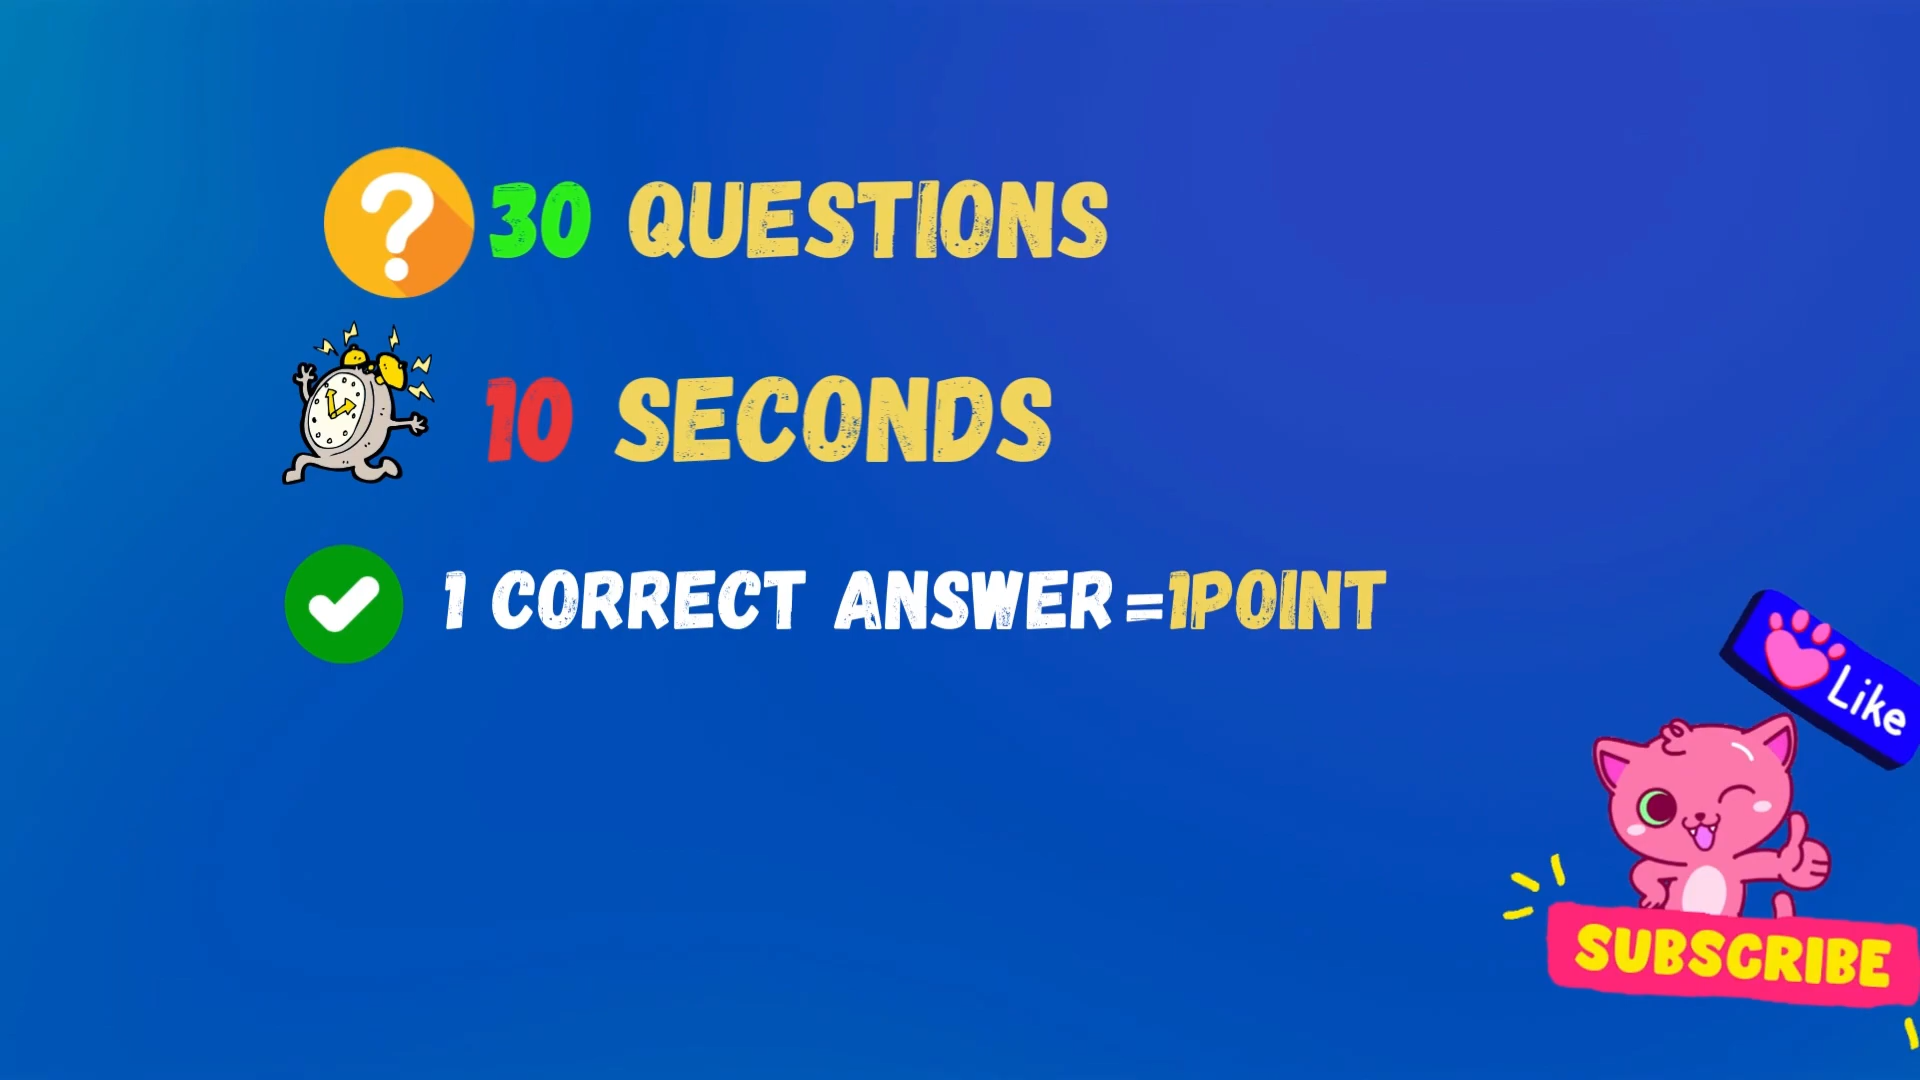 30 QUESTIONS
10 SECONDS
1 CORRECT ANSWER=1POINT
Like
SUBSCRIBE